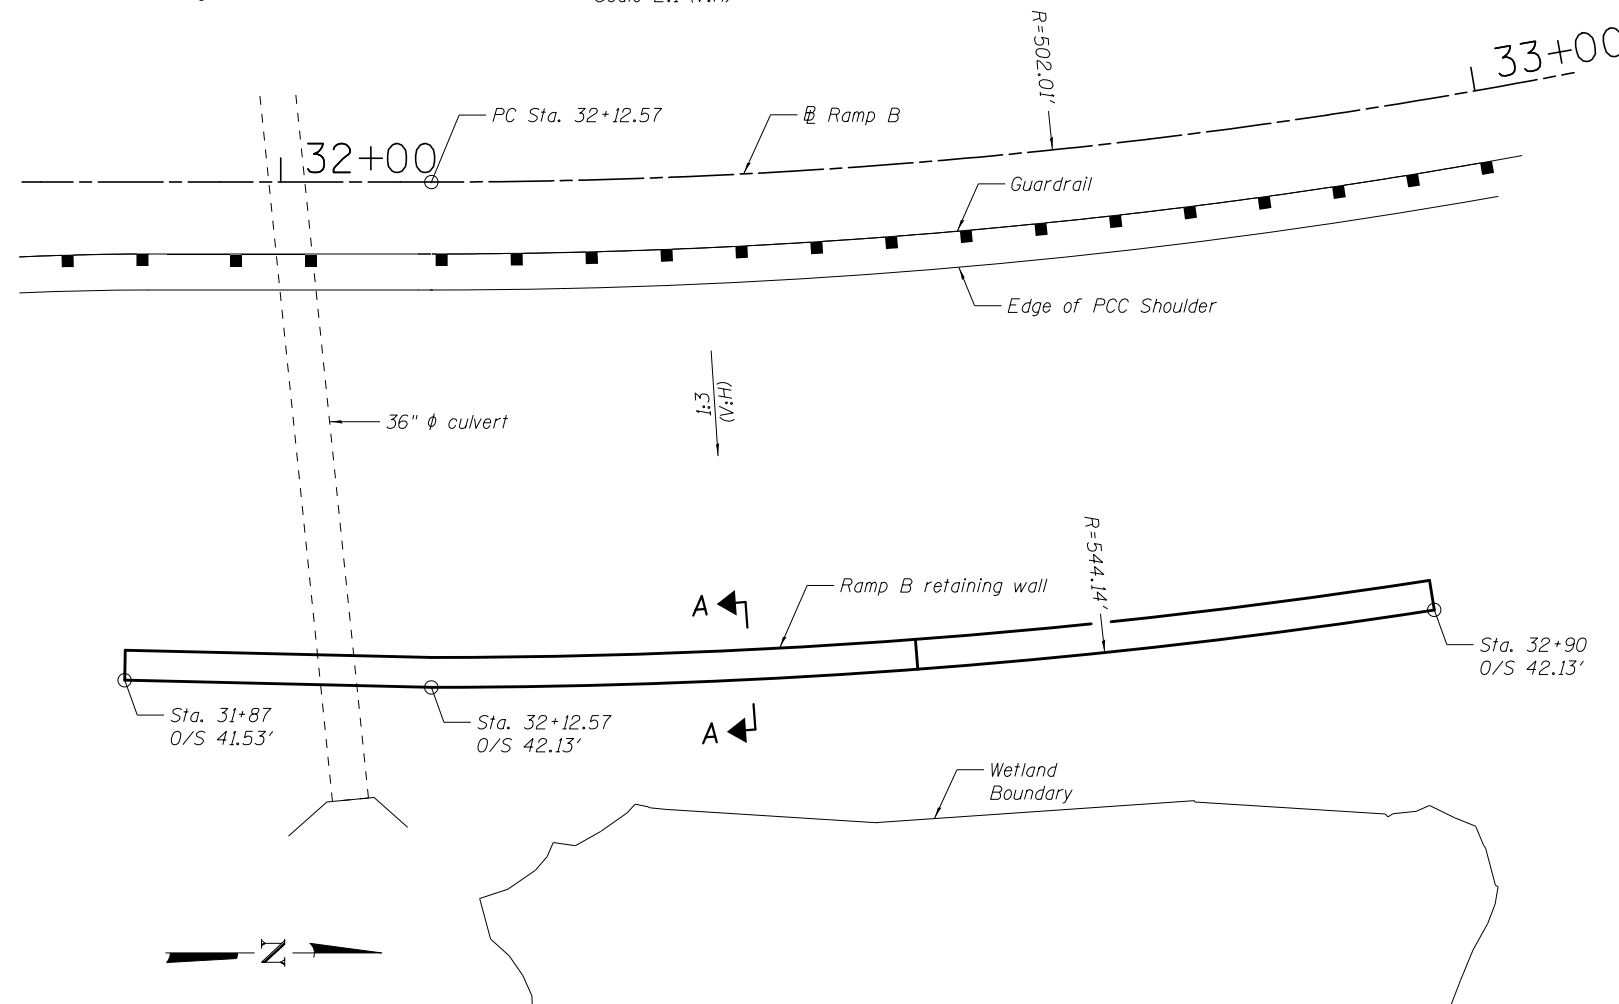 R=502.01'
33+00
PC Sta. 32+12.57
Ramp B
32+00
Guardrail
Edge of PCC Shoulder
1:3
(V:H)
36" ϕ culvert
R=544.14'
A
Ramp B retaining wall
Sta. 32+90
O/S 42.13'
Sta. 31+87
O/S 41.53'
Sta. 32+12.57
O/S 42.13'
A
Wetland
Boundary
N